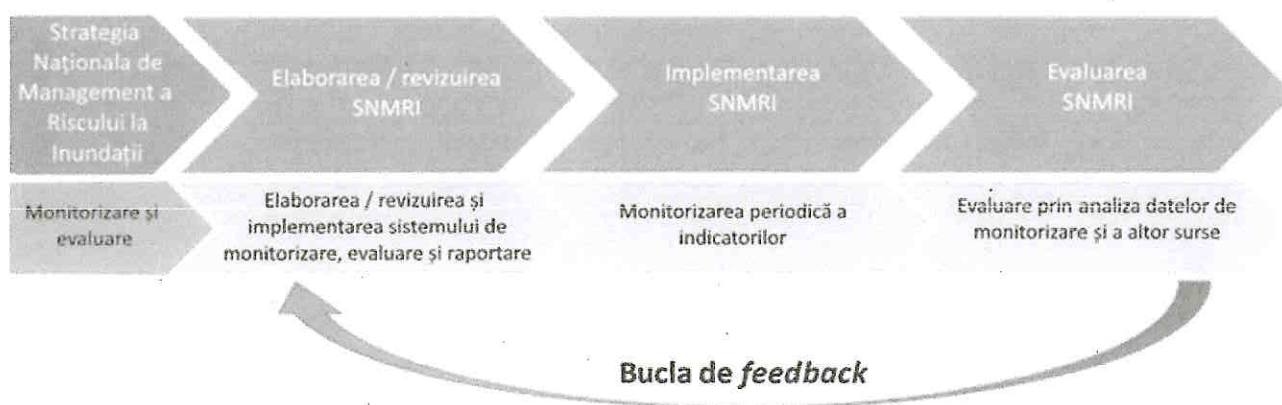 Strategia
Naționala de
Management a
Riscului la
Inundații
Elaborarea / revizuirea
SNMRI
Implementarea
SNMRI
Evaluarea
SNMRI
Monitorizare și
evaluare
Elaborarea / revizuirea și
implementarea sistemului de
monitorizare, evaluare și raportare
Monitorizarea periodică a
indicatorilor
Evaluare prin analiza datelor de
monitorizare și a altor surse
Bucla de feedback